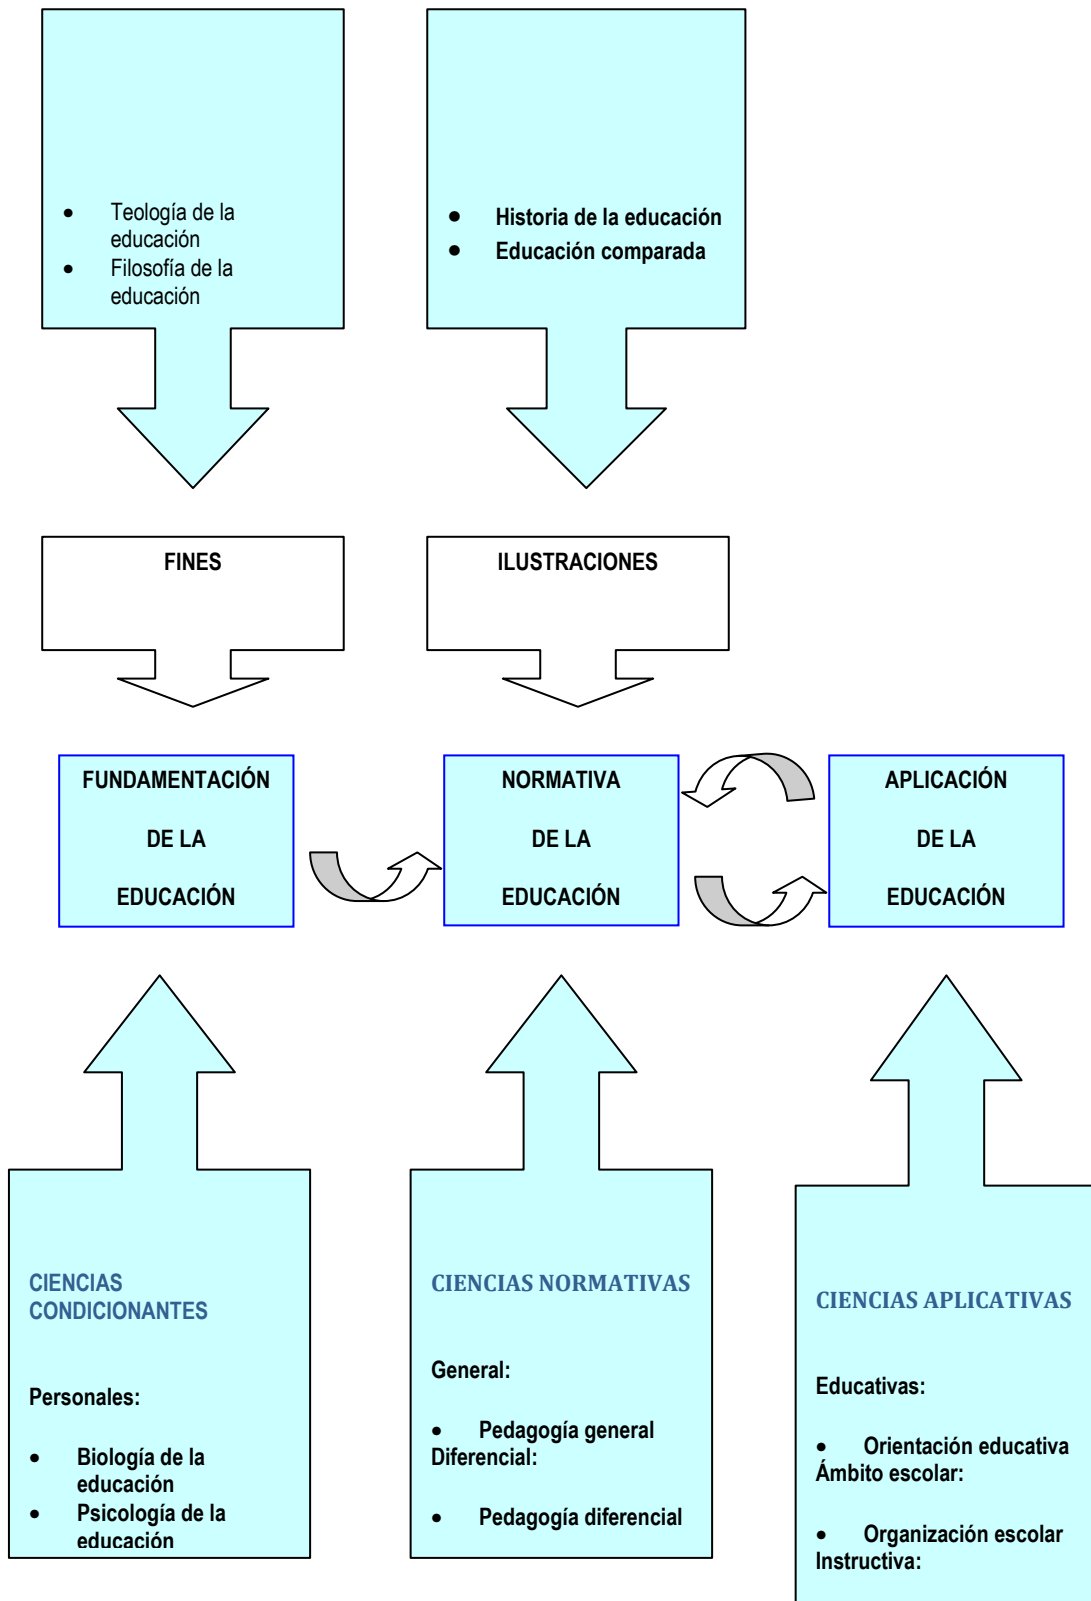 • Teología de la
educación
• Filosofía de la
educación
• Historia de la educación
• Educación comparada
FINES
ILUSTRACIONES
FUNDAMENTACIÓN
DE LA
EDUCACIÓN
NORMATIVA
DE LA
EDUCACIÓN
APLICACIÓN
DE LA
EDUCACIÓN
CIENCIAS
CONDICIONANTES
Personales:
• Biología de la
educación
• Psicología de la
educación
CIENCIAS NORMATIVAS
General:
• Pedagogía general
Diferencial:
• Pedagogía diferencial
CIENCIAS APLICATIVAS
Educativas:
• Orientación educativa
Ámbito escolar:
• Organización escolar
Instructiva: